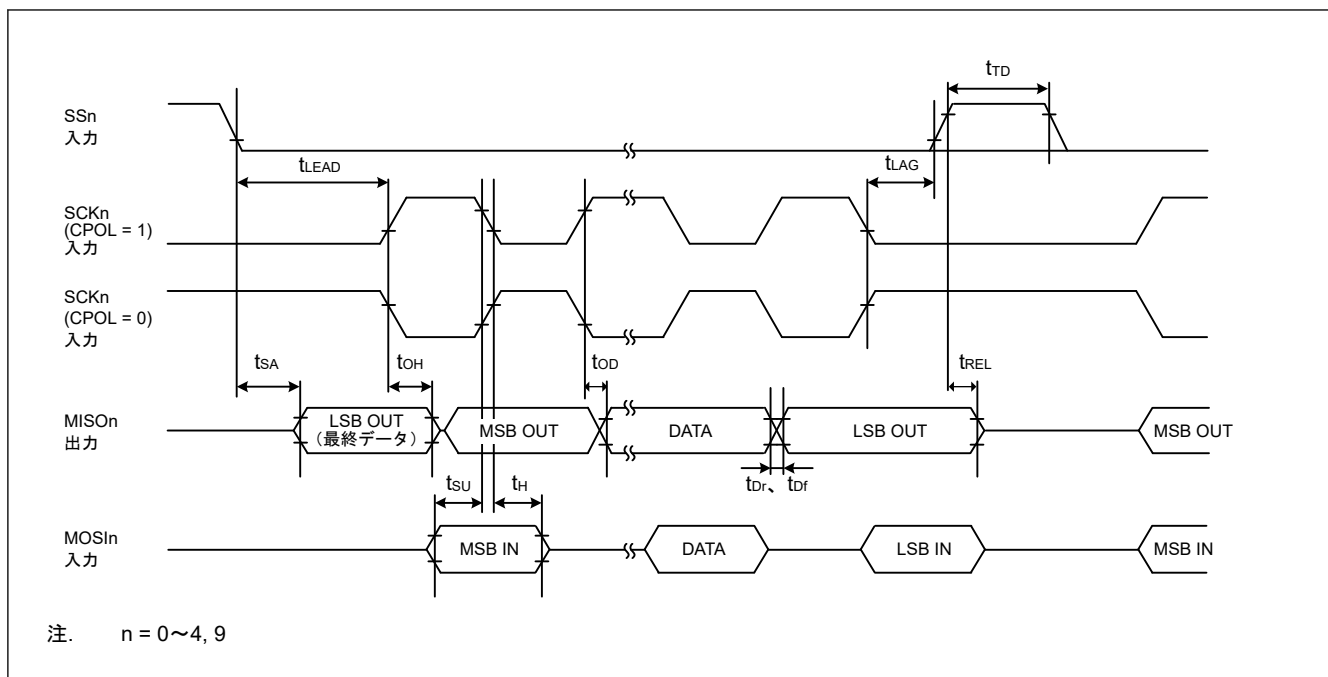 SSn
入力
tTD
tLEAD
tLAG
SCKn
(CPOL = 1)
入力
SCKn
(CPOL = 0)
入力
tSA
tOH
tOD
tREL
MISOn
出力
LSB OUT
(最終データ)
MSB OUT
DATA
LSB OUT
MSB OUT
tSU
tH
tDr、 tDf
MOSIn
入力
MSB IN
DATA
LSB IN
MSB IN
注. n = 0～4, 9